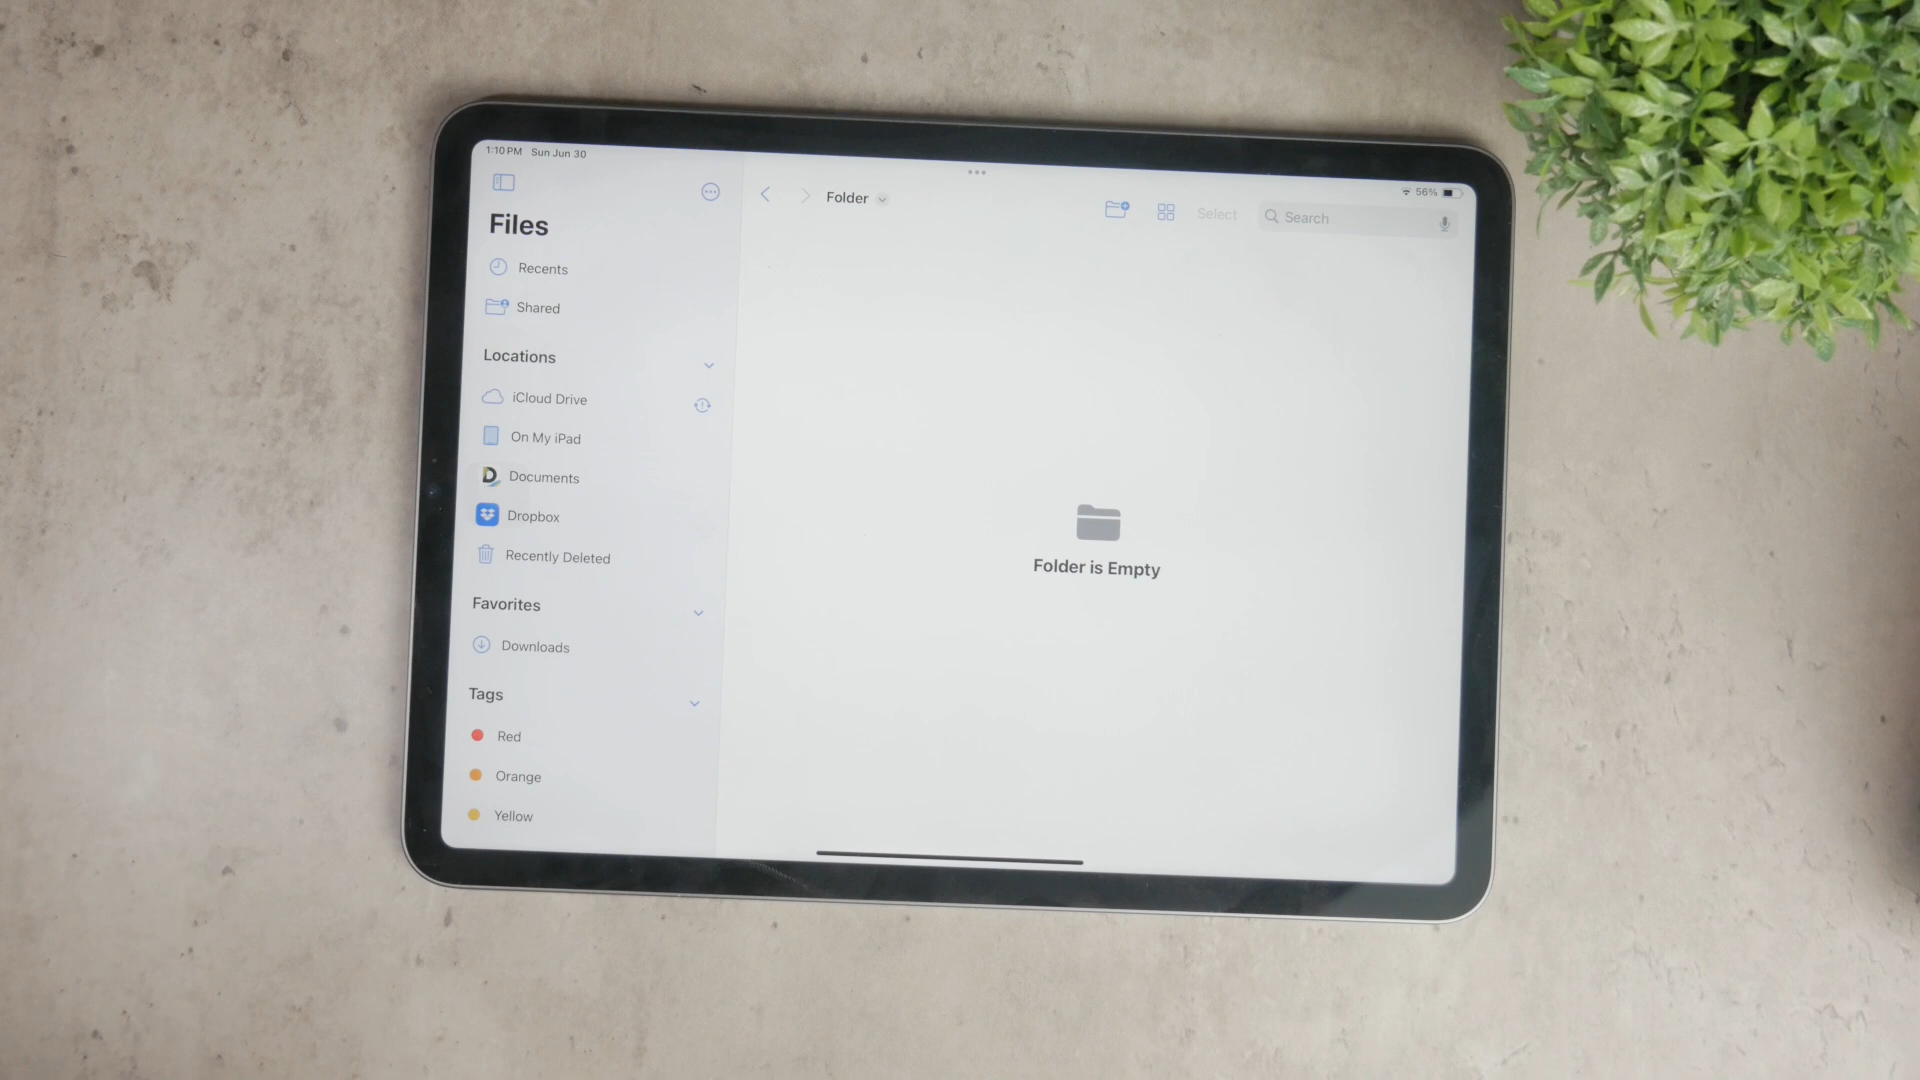 1:10 PM Sun Jun 30
56%
Folder
Select
Search
Files
Recents
Shared
Locations
iCloud Drive
On My iPad
Documents
Dropbox
Recently Deleted
Favorites
Downloads
Tags
Red
Orange
Yellow
Folder is Empty